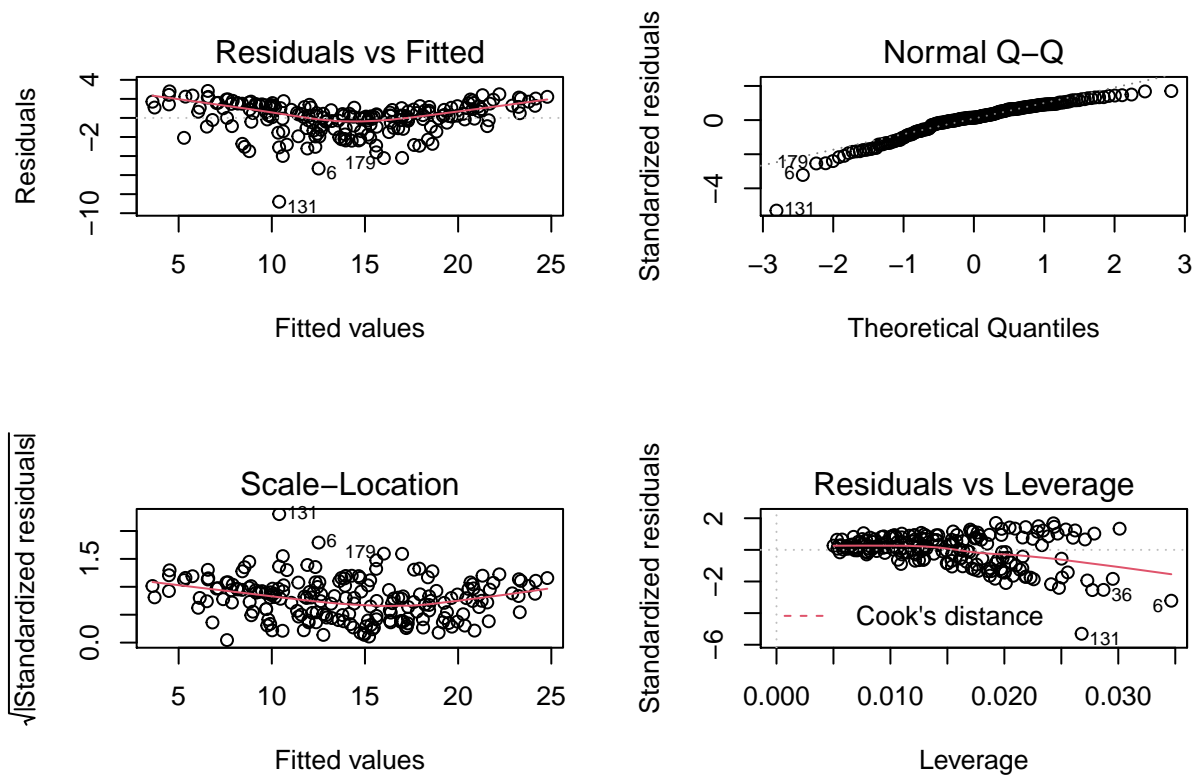 Residuals vs Fitted
Residuals
4
−2
−10
179
6
131
5 10 15 20 25
Fitted values
Normal Q−Q
Standardized residuals
0
−4
179
6
131
−3 −2 −1 0 1 2 3
Theoretical Quantiles
Scale−Location
√|Standardized residuals|
1.5
0.0
131
6
179
5 10 15 20 25
Fitted values
Residuals vs Leverage
Standardized residuals
2
−2
−6
36
6
Cook's distance
131
0.000 0.010 0.020 0.030
Leverage